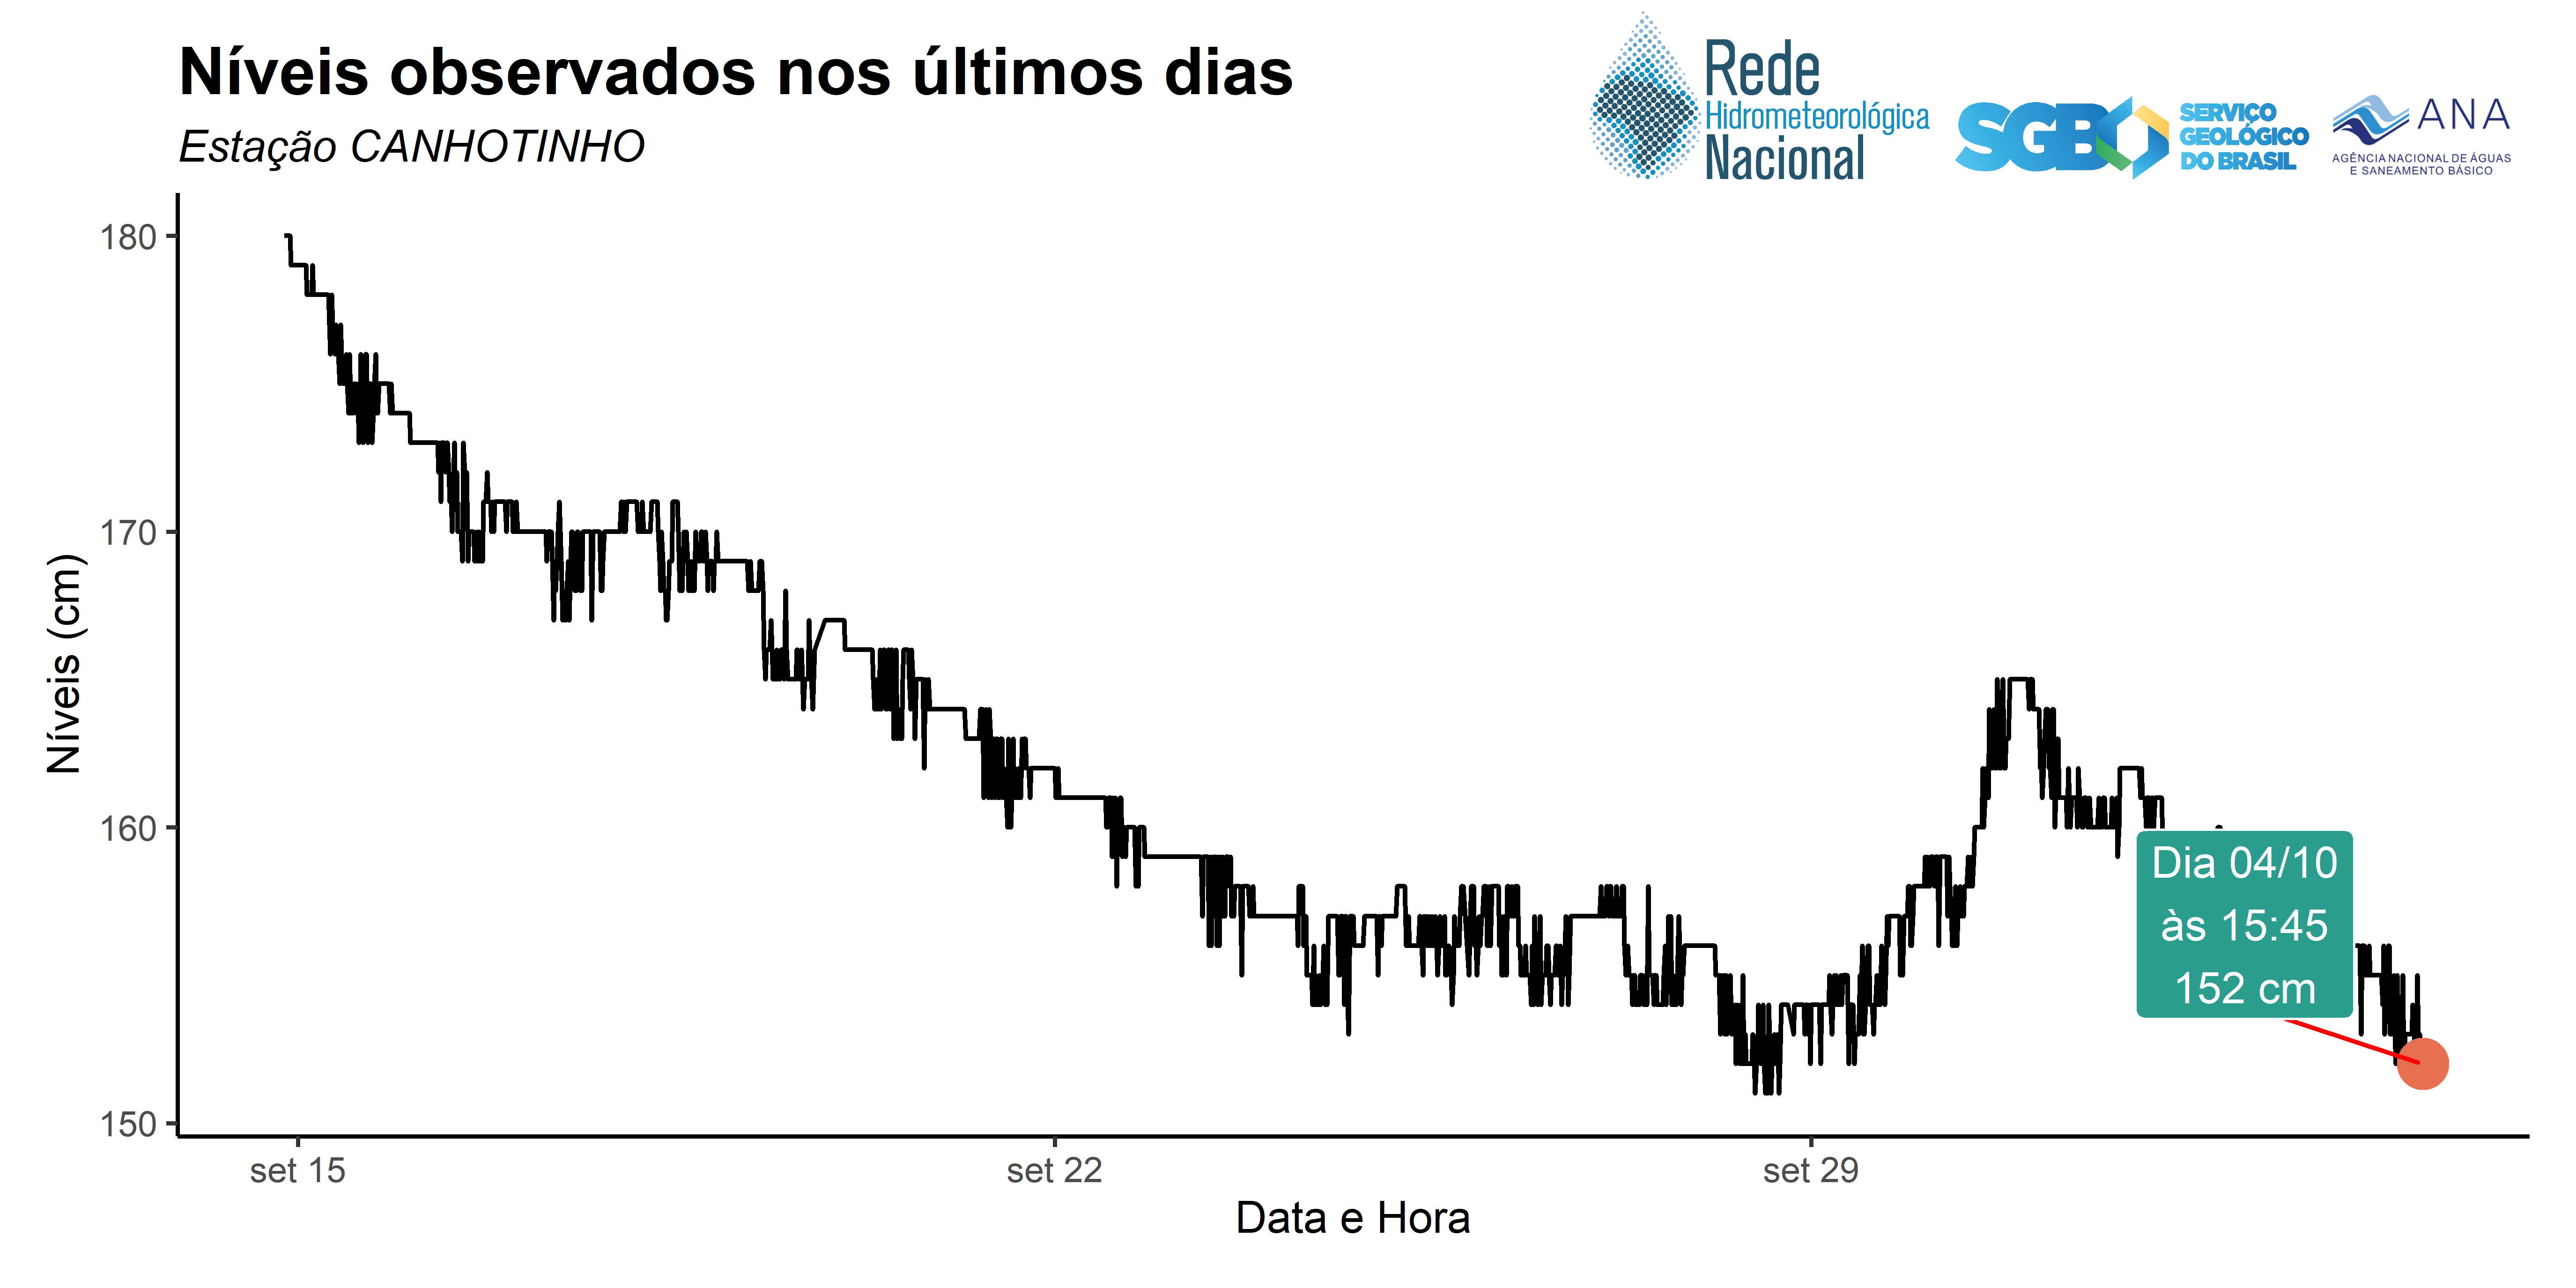 Níveis observados nos últimos dias
Estação CANHOTINHO
Rede
Hidrometeorológica
Nacional
SGB
SERVIÇO
GEOLÓGICO
DO BRASIL
ANA
AGÊNCIA NACIONAL DE ÁGUAS
E SANEAMENTO BÁSICO
Níveis (cm)
180
170
160
150
Dia 04/10
às 15:45
152 cm
set 15
set 22
set 29
Data e Hora